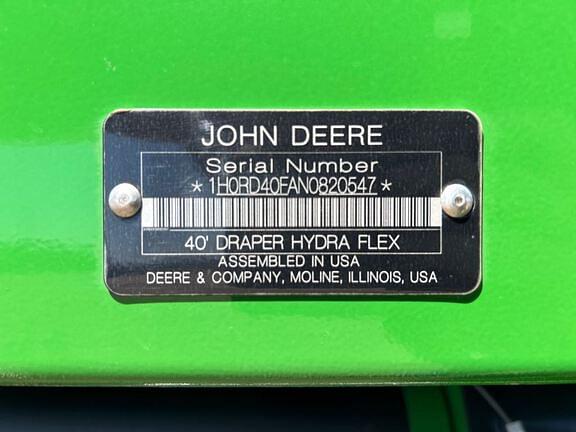 JOHN DEERE
Serial Number
*1H0RD40FAN0820547*
40' DRAPER HYDRA FLEX
ASSEMBLED IN USA
DEERE & COMPANY, MOLINE, ILLINOIS, USA